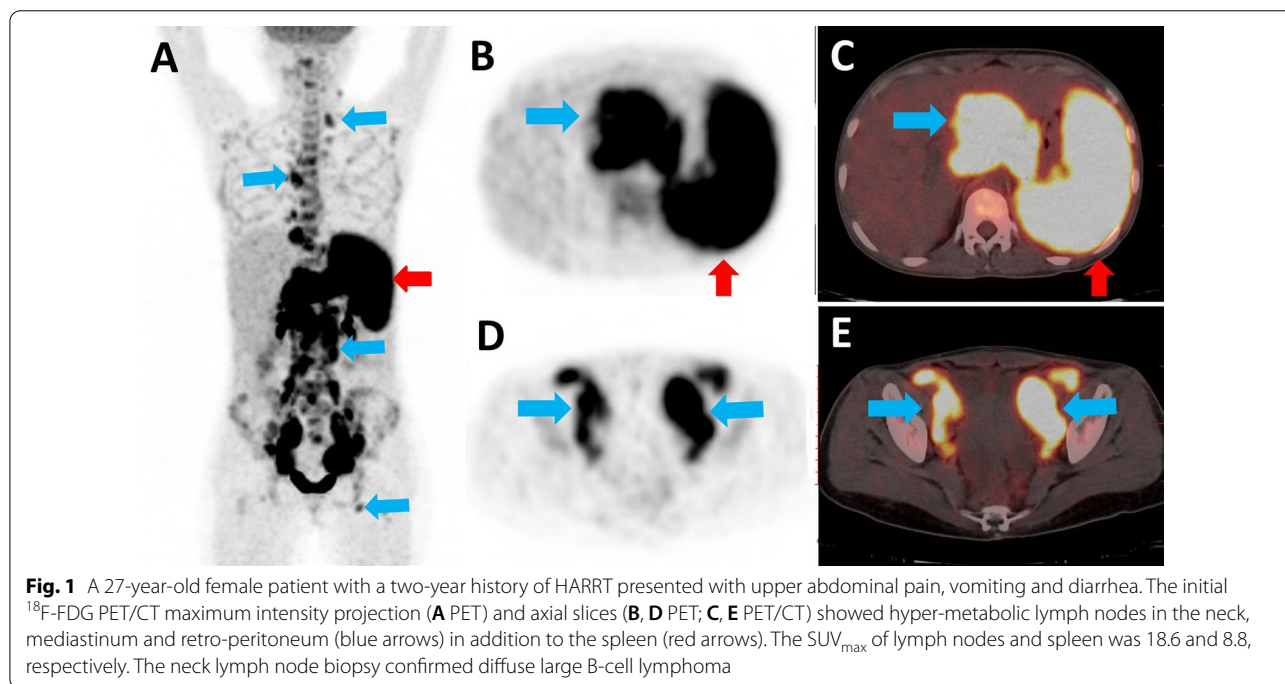 A
B
C
D
E
Fig. 1 A 27-year-old female patient with a two-year history of HARRT presented with upper abdominal pain, vomiting and diarrhea. The initial
¹⁸F-FDG PET/CT maximum intensity projection (A PET) and axial slices (B, D PET; C, E PET/CT) showed hyper-metabolic lymph nodes in the neck,
mediastinum and retro-peritoneum (blue arrows) in addition to the spleen (red arrows). The SUVmax of lymph nodes and spleen was 18.6 and 8.8,
respectively. The neck lymph node biopsy confirmed diffuse large B-cell lymphoma